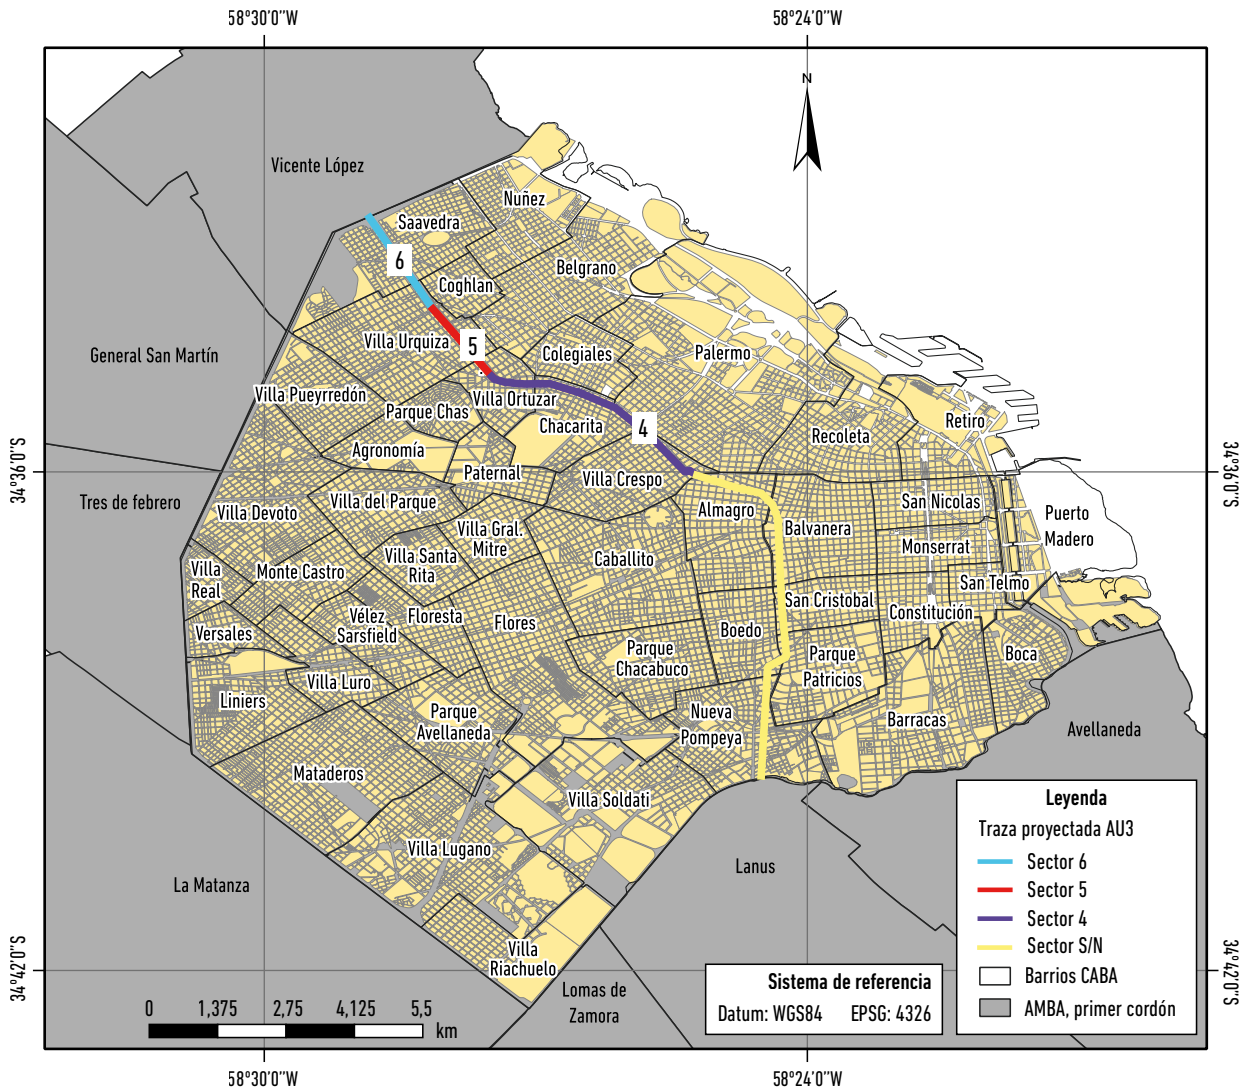 58°30'0"W
58°24'0"W
N
Vicente López
Nuñez
Saavedra
6
Belgrano
Coghlan
General San Martín
Villa Urquiza
5
Colegiales
Palermo
Villa Pueyrredón
Villa Ortuzar
Parque Chas
Chacarita
4
Recoleta
Retiro
Agronomía
34°36'0"S
34°36'0"S
Paternal
Villa Crespo
Tres de febrero
Villa Devoto
Villa del Parque
Almagro
San Nicolas
Puerto
Madero
Villa Gral.
Mitre
Balvanera
Caballito
Monserrat
Villa Santa
Rita
Villa
Real
Monte Castro
San Telmo
San Cristobal
Constitución
Vélez
Sarsfield
Floresta
Flores
Versales
Boedo
Parque
Chacabuco
Parque
Patricios
Boca
Villa Luro
Liniers
Parque
Avellaneda
Nueva
Pompeya
Barracas
Avellaneda
Mataderos
Villa Soldati
Villa Lugano
Lanus
La Matanza
Villa
Riachuelo
Lomas de
Zamora
34°42'0"S
34°42'0"S
Leyenda
Traza proyectada AU3
Sector 6
Sector 5
Sector 4
Sector S/N
Barrios CABA
AMBA, primer cordón
Sistema de referencia
Datum: WGS84 EPSG: 4326
0 1,375 2,75 4,125 5,5
km
58°30'0"W
58°24'0"W